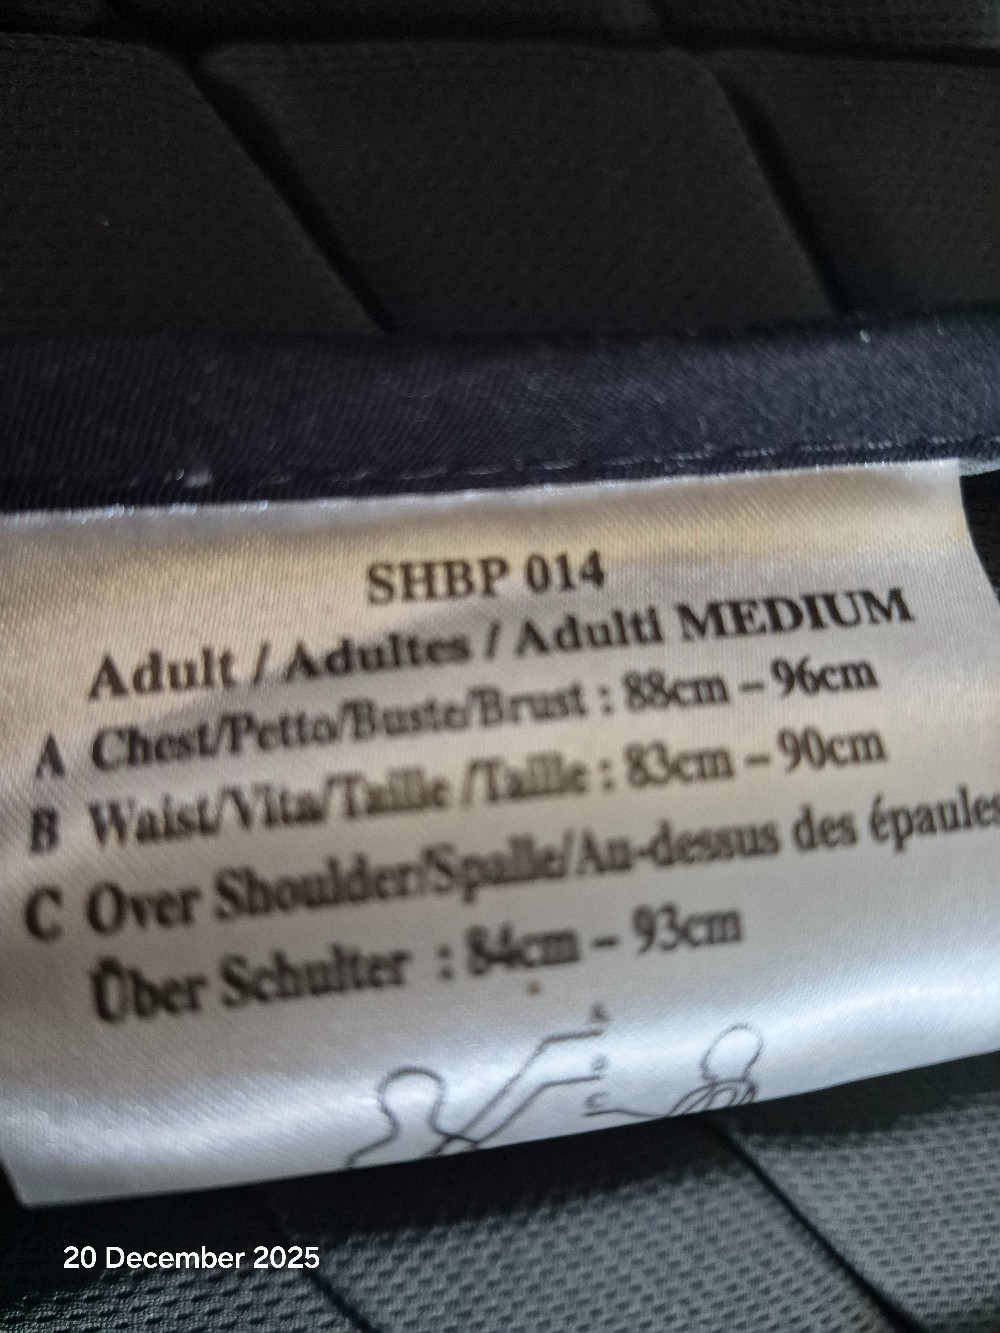 SHBP 014
Adult / Adultes / Adulti MEDIUM
A Chest/Petto/Buste/Brust : 88cm – 96cm
B Waist/Vita/Taille /Taille : 83cm – 90cm
C Over Shoulder/Spalle/Au-dessus des épaules
Über Schulter : 84cm – 93cm
A
B
C
20 December 2025